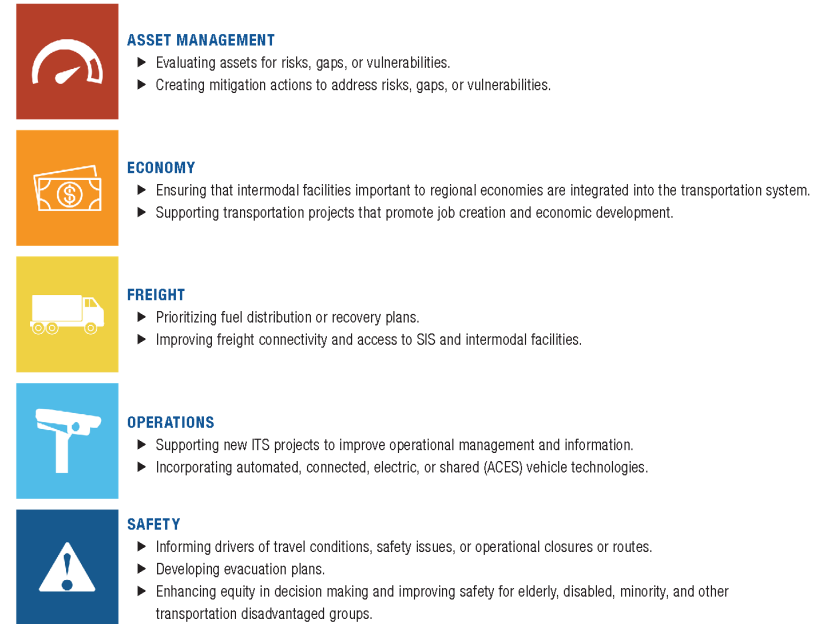 ASSET MANAGEMENT
▶ Evaluating assets for risks, gaps, or vulnerabilities.
▶ Creating mitigation actions to address risks, gaps, or vulnerabilities.
ECONOMY
▶ Ensuring that intermodal facilities important to regional economies are integrated into the transportation system.
▶ Supporting transportation projects that promote job creation and economic development.
FREIGHT
▶ Prioritizing fuel distribution or recovery plans.
▶ Improving freight connectivity and access to SIS and intermodal facilities.
OPERATIONS
▶ Supporting new ITS projects to improve operational management and information.
▶ Incorporating automated, connected, electric, or shared (ACES) vehicle technologies.
SAFETY
▶ Informing drivers of travel conditions, safety issues, or operational closures or routes.
▶ Developing evacuation plans.
▶ Enhancing equity in decision making and improving safety for elderly, disabled, minority, and other
transportation disadvantaged groups.